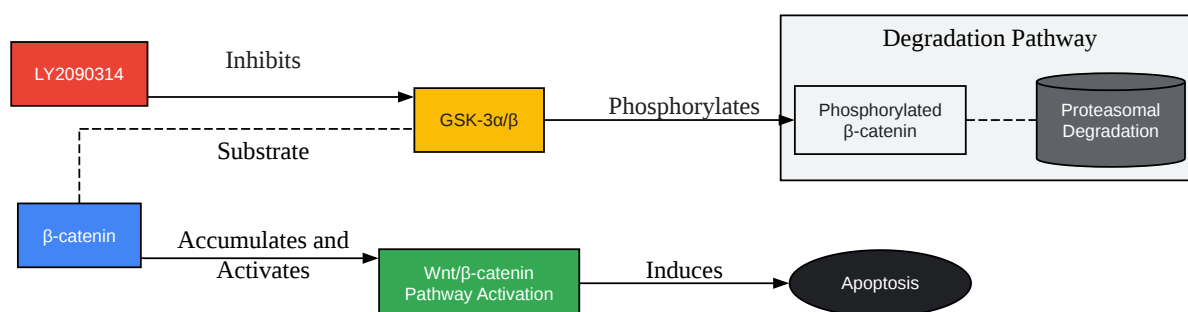 Degradation Pathway
LY2090314
Inhibits
GSK-3α/β
Phosphorylates
Phosphorylated
β-catenin
Proteasomal
Degradation
Substrate
β-catenin
Accumulates and
Activates
Wnt/β-catenin
Pathway Activation
Induces
Apoptosis